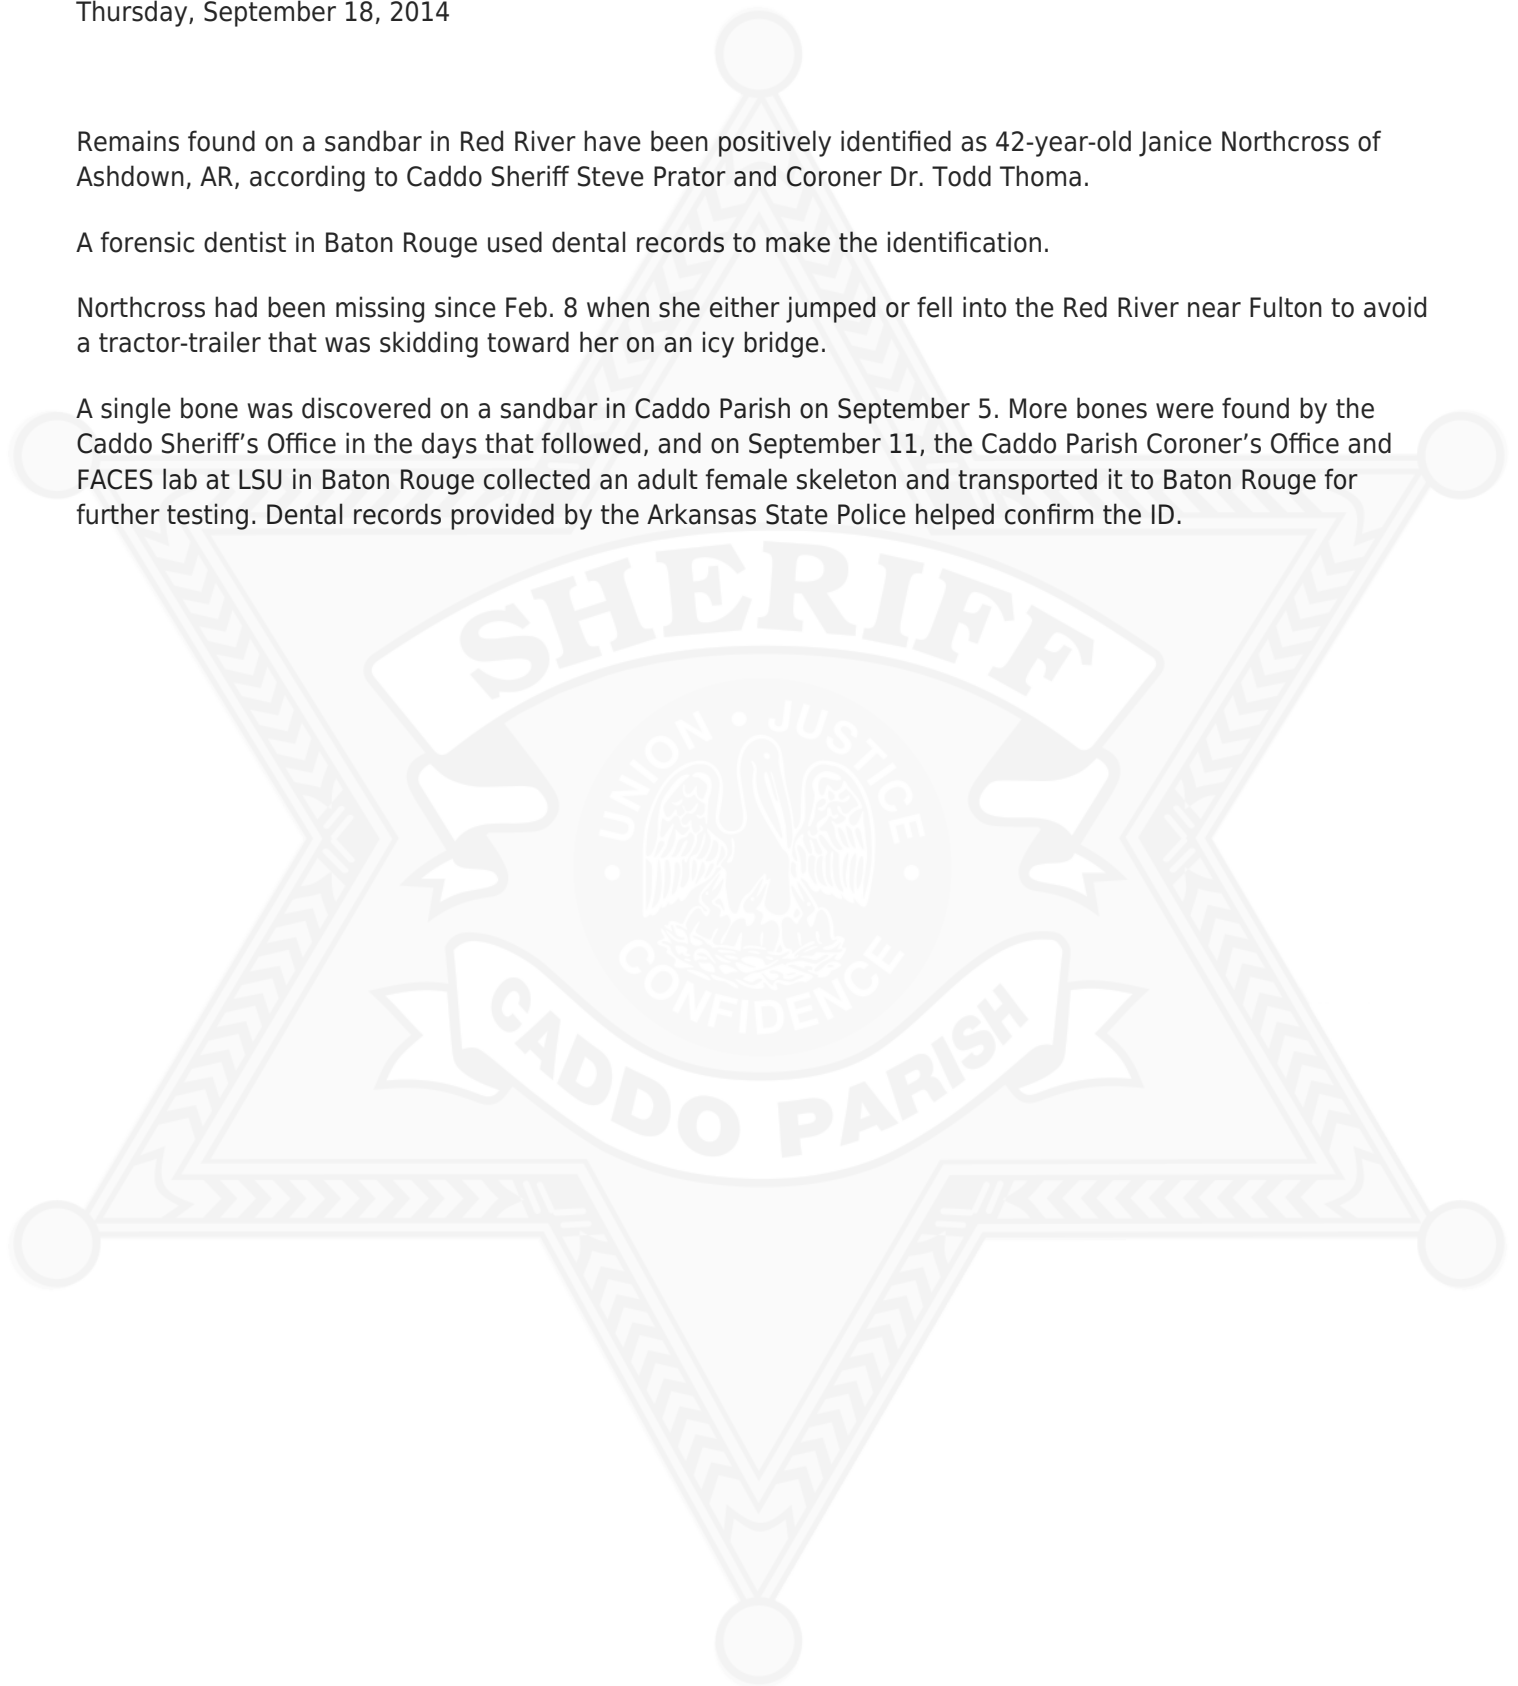 Thursday, September 18, 2014
Remains found on a sandbar in Red River have been positively identified as 42-year-old Janice Northcross of
Ashdown, AR, according to Caddo Sheriff Steve Prator and Coroner Dr. Todd Thoma.
A forensic dentist in Baton Rouge used dental records to make the identification.
Northcross had been missing since Feb. 8 when she either jumped or fell into the Red River near Fulton to avoid
a tractor-trailer that was skidding toward her on an icy bridge.
A single bone was discovered on a sandbar in Caddo Parish on September 5. More bones were found by the
Caddo Sheriff’s Office in the days that followed, and on September 11, the Caddo Parish Coroner’s Office and
FACES lab at LSU in Baton Rouge collected an adult female skeleton and transported it to Baton Rouge for
further testing. Dental records provided by the Arkansas State Police helped confirm the ID.
SHERIFF
UNION • JUSTICE
• CONFIDENCE •
CADDO PARISH